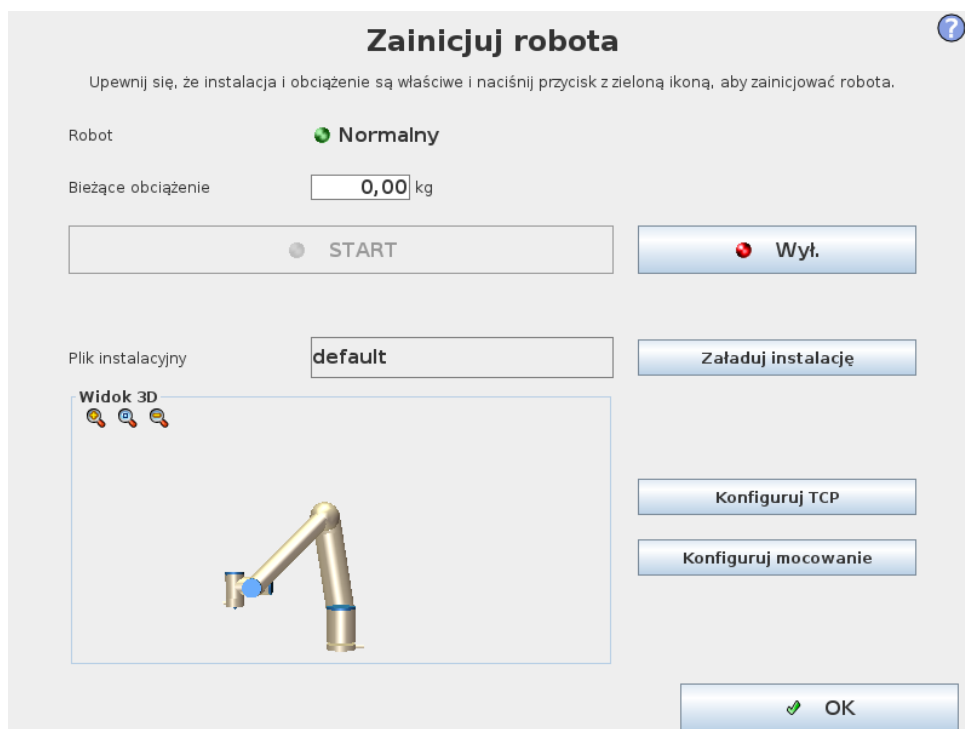 Zainicjuj robota
?
Upewnij się, że instalacja i obciążenie są właściwe i naciśnij przycisk z zieloną ikoną, aby zainicjować robota.
Robot Normalny
Bieżące obciążenie 0,00 kg
START Wył.
Plik instalacyjny default Załaduj instalację
Widok 3D
Konfiguruj TCP
Konfiguruj mocowanie
OK